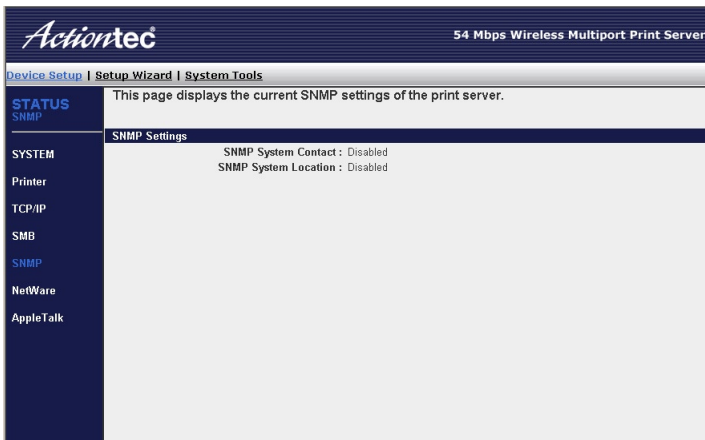 Actiontec
54 Mbps Wireless Multiport Print Server
Device Setup | Setup Wizard | System Tools
STATUS
SNMP
This page displays the current SNMP settings of the print server.
SNMP Settings
SNMP System Contact : Disabled
SNMP System Location : Disabled
SYSTEM
Printer
TCP/IP
SMB
SNMP
NetWare
AppleTalk